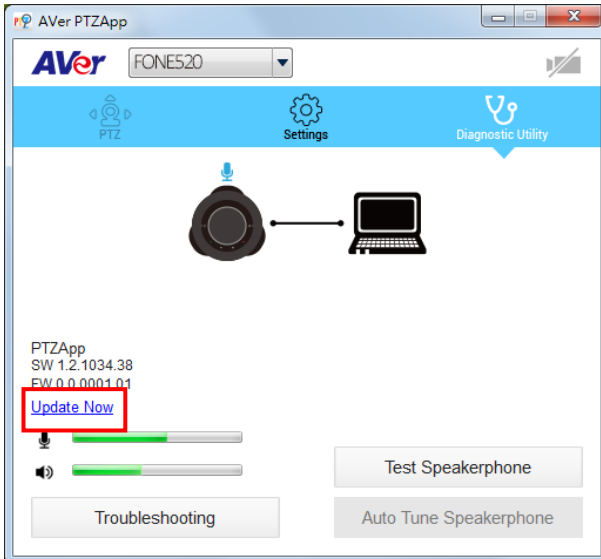 AVer PTZApp
AVer
FONE520
PTZ
Settings
Diagnostic Utility
PTZApp
SW 1.2.1034.38
FW 0.0.0001.01
Update Now
Test Speakerphone
Troubleshooting
Auto Tune Speakerphone